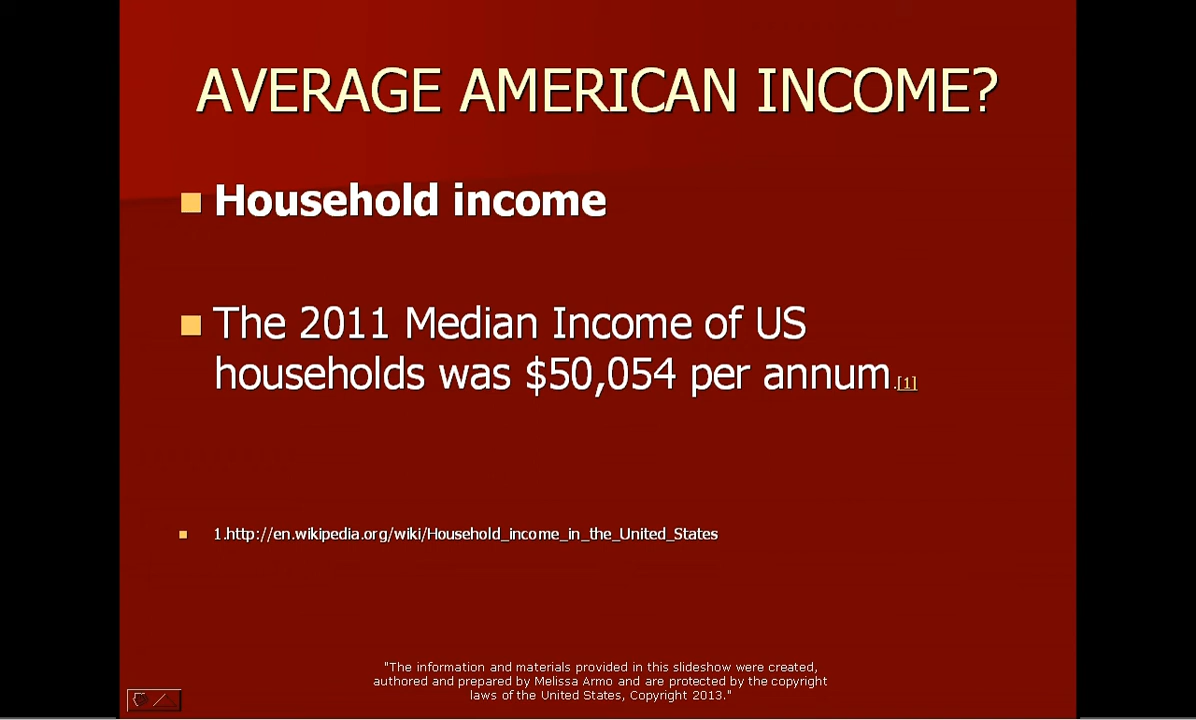 AVERAGE AMERICAN INCOME?
Household income
The 2011 Median Income of US
households was $50,054 per annum.[1]
1.http://en.wikipedia.org/wiki/Household_income_in_the_United_States
"The information and materials provided in this slideshow were created,
authored and prepared by Melissa Armo and are protected by the copyright
laws of the United States, Copyright 2013."